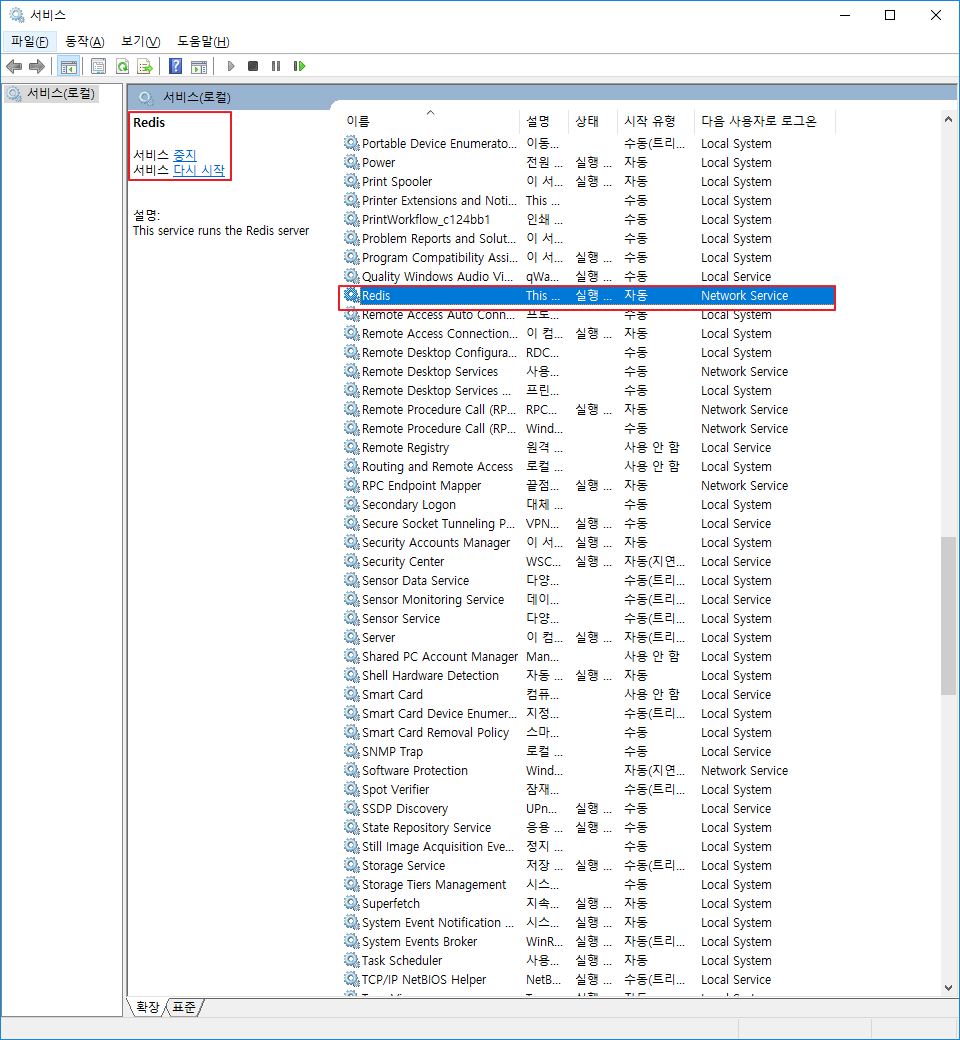 서비스
파일(F) 동작(A) 보기(V) 도움말(H)
서비스(로컬)
서비스(로컬)
Redis
서비스 중지
서비스 다시 시작
설명:
This service runs the Redis server
이름 설명 상태 시작 유형 다음 사용자로 로그온
Portable Device Enumerato... 이동... 수동(트리... Local System
Power 전원 ... 실행 ... 자동 Local System
Print Spooler 이 서... 실행 ... 자동 Local System
Printer Extensions and Noti... This ... 수동 Local System
PrintWorkflow_c124bb1 인쇄 ... 수동 Local System
Problem Reports and Solut... 이 서... 수동 Local System
Program Compatibility Assi... 이 서... 실행 ... 수동 Local System
Quality Windows Audio Vi... qWa... 실행 ... 수동 Local Service
Redis This ... 실행 ... 자동 Network Service
Remote Access Auto Conn... 프로... 수동 Local System
Remote Access Connection... 이 컴... 실행 ... 자동 Local System
Remote Desktop Configura... RDC... 수동 Local System
Remote Desktop Services 사용... 수동 Network Service
Remote Desktop Services ... 프린... 수동 Local System
Remote Procedure Call (RP... RPC... 실행 ... 자동 Network Service
Remote Procedure Call (RP... Wind... 수동 Network Service
Remote Registry 원격 ... 사용 안 함 Local Service
Routing and Remote Access 로컬 ... 사용 안 함 Local System
RPC Endpoint Mapper 끝점... 실행 ... 자동 Network Service
Secondary Logon 대체 ... 수동 Local System
Secure Socket Tunneling P... VPN... 실행 ... 수동 Local Service
Security Accounts Manager 이 서... 실행 ... 자동 Local System
Security Center WSC... 실행 ... 자동(지연... Local Service
Sensor Data Service 다양... 수동(트리... Local System
Sensor Monitoring Service 데이... 수동(트리... Local Service
Sensor Service 다양... 수동(트리... Local System
Server 이 컴... 실행 ... 자동(트리... Local System
Shared PC Account Manager Man... 사용 안 함 Local System
Shell Hardware Detection 자동 ... 실행 ... 자동 Local System
Smart Card 컴퓨... 사용 안 함 Local Service
Smart Card Device Enumer... 지정... 수동(트리... Local System
Smart Card Removal Policy 스마... 수동 Local System
SNMP Trap 로컬 ... 수동 Local Service
Software Protection Wind... 자동(지연... Network Service
Spot Verifier 잠재... 수동(트리... Local System
SSDP Discovery UPn... 실행 ... 수동 Local Service
State Repository Service 응용 ... 실행 ... 수동 Local System
Still Image Acquisition Eve... 정지 ... 수동 Local System
Storage Service 저장 ... 실행 ... 수동(트리... Local System
Storage Tiers Management 시스... 수동 Local System
Superfetch 지속... 실행 ... 자동 Local System
System Event Notification ... 시스... 실행 ... 자동 Local System
System Events Broker WinR... 실행 ... 자동(트리... Local System
Task Scheduler 사용... 실행 ... 자동 Local System
TCP/IP NetBIOS Helper NetB... 실행 ... 수동(트리... Local Service
확장 표준